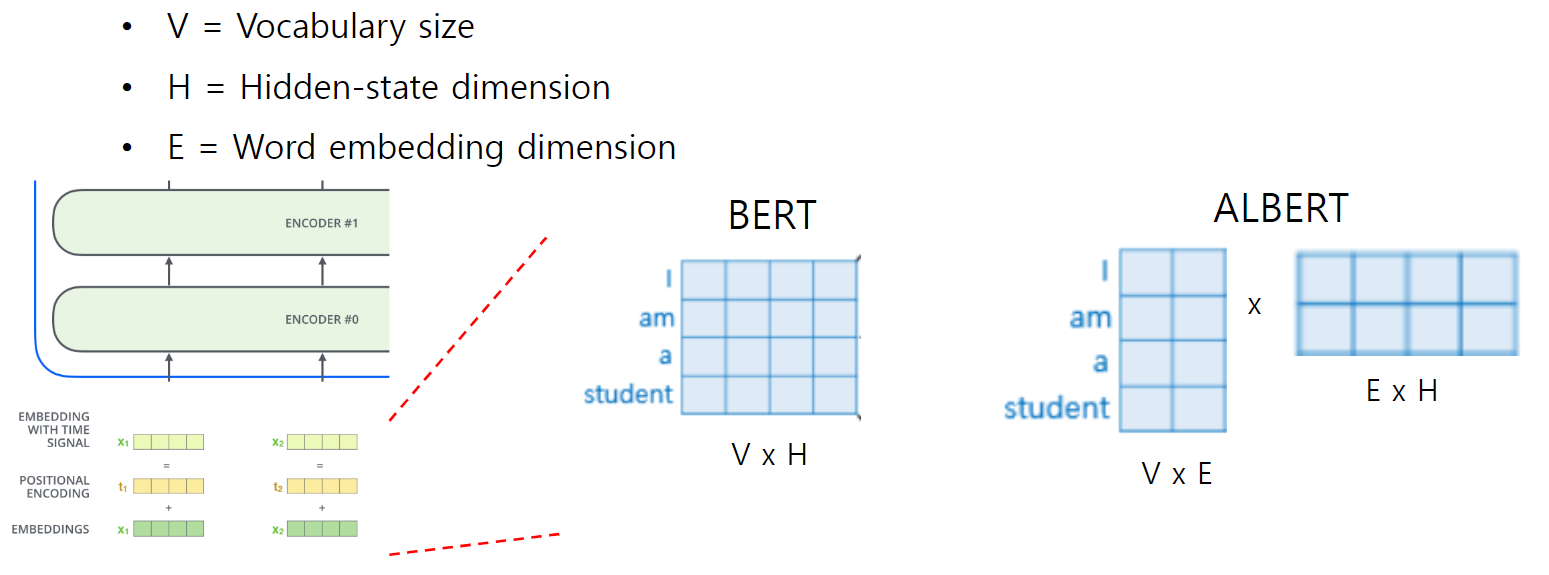 • V = Vocabulary size
• H = Hidden-state dimension
• E = Word embedding dimension
ENCODER #1
ENCODER #0
EMBEDDING
WITH TIME
SIGNAL
x1
x2
=
=
POSITIONAL
ENCODING
t1
t2
+
+
EMBEDDINGS
x1
x2
BERT
I
am
a
student
V x H
ALBERT
I
am
a
student
V x E
x
E x H